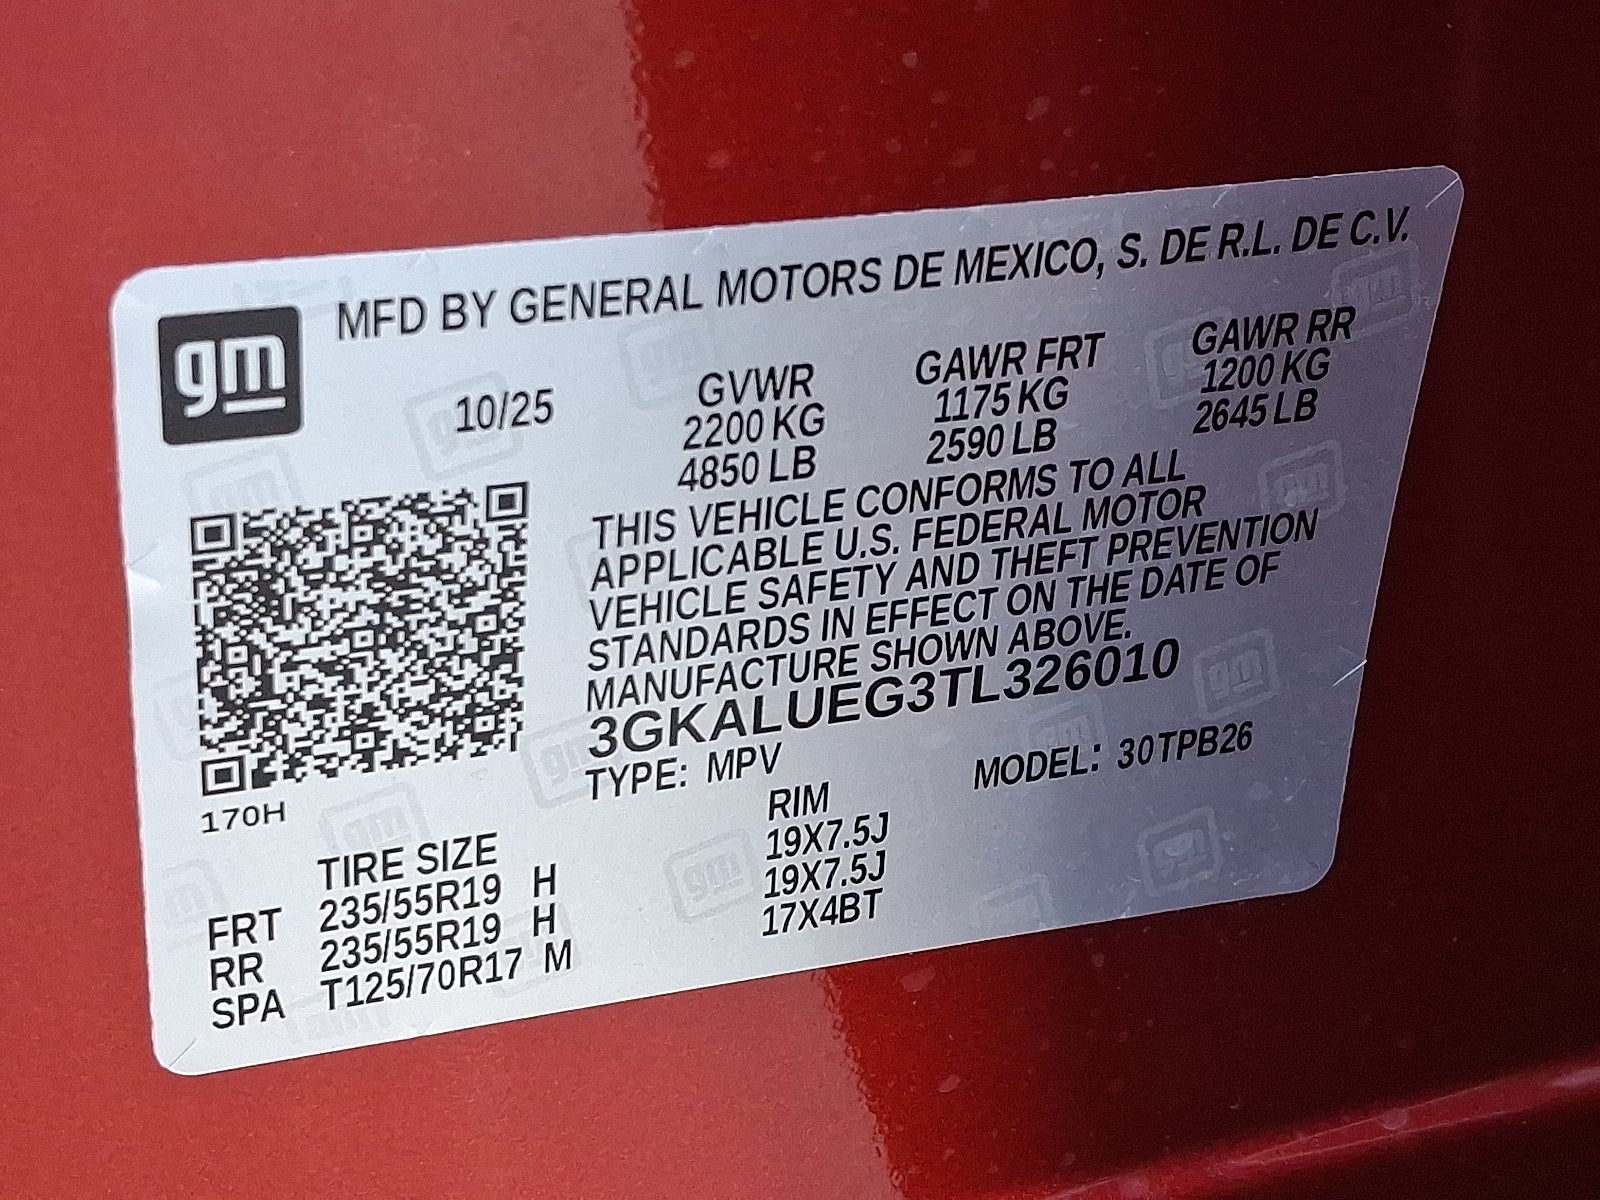 gm
MFD BY GENERAL MOTORS DE MEXICO, S. DE R.L. DE C.V.
10/25
GVWR
2200 KG
4850 LB
GAWR FRT
1175 KG
2590 LB
GAWR RR
1200 KG
2645 LB
THIS VEHICLE CONFORMS TO ALL
APPLICABLE U.S. FEDERAL MOTOR
VEHICLE SAFETY AND THEFT PREVENTION
STANDARDS IN EFFECT ON THE DATE OF
MANUFACTURE SHOWN ABOVE.
3GKALUEG3TL326010
TYPE: MPV MODEL: 30TPB26
170H
TIRE SIZE RIM
FRT 235/55R19 H 19X7.5J
RR 235/55R19 H 19X7.5J
SPA T125/70R17 M 17X4BT